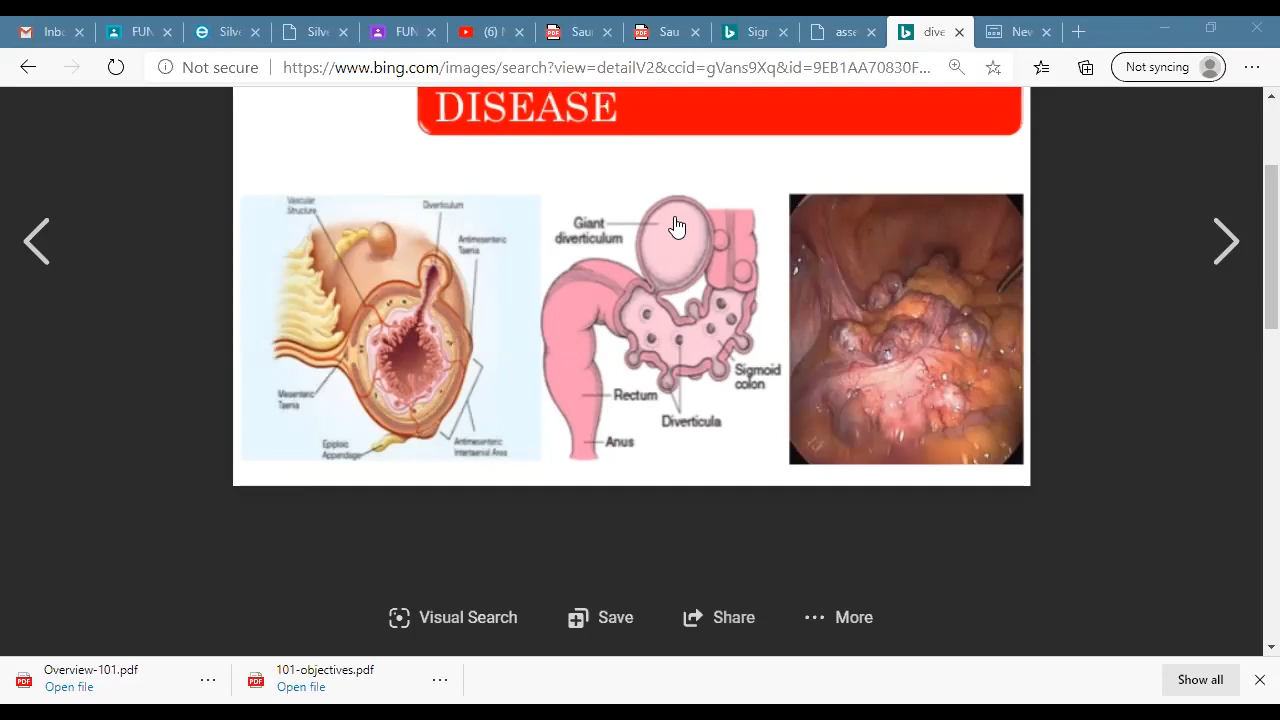 Inbc
FUN
Silve
Silve
FUN
(6) N
Saur
Sau
Sigr
asse
dive
New
Not secure
https://www.bing.com/images/search?view=detailV2&ccid=gVans9Xq&id=9EB1AA70830F...
Not syncing
DISEASE
Vascular
Structure
Diverticulum
Antimesenteric
Taenia
Mesenteric
Taenia
Epiploic
Appendage
Antimesenteric
Intertaenial Area
Giant
diverticulum
Sigmoid
colon
Rectum
Diverticula
Anus
Visual Search
Save
Share
More
Overview-101.pdf
Open file
101-objectives.pdf
Open file
Show all